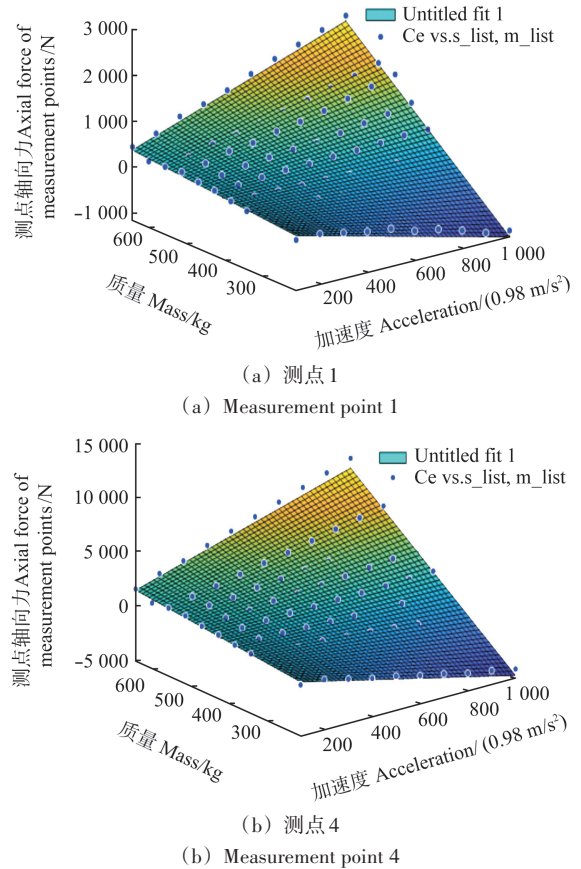 Untitled fit 1
Ce vs.s_list, m_list
测点轴向力Axial force of
measurement points/N
3 000
2 000
1 000
0
-1 000
600
500
400
300
质量 Mass/kg
200
400
600
800
1 000
加速度 Acceleration/(0.98 m/s²)
(a) 测点1
(a) Measurement point 1
Untitled fit 1
Ce vs.s_list, m_list
测点轴向力Axial force of
measurement points/N
15 000
10 000
5 000
0
-5 000
600
500
400
300
质量 Mass/kg
200
400
600
800
1 000
加速度 Acceleration/(0.98 m/s²)
(b) 测点4
(b) Measurement point 4